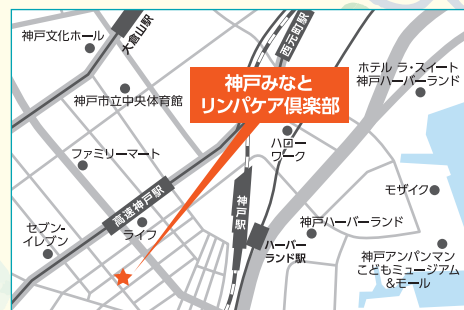 神戸文化ホール
大倉山駅
西元町駅
ホテル ラ・スイート
神戸ハーバーランド
神戸みなと
リンパケア倶楽部
神戸市立中央体育館
ハロー
ワーク
ファミリーマート
高速神戸駅
モザイク
セブン-
イレブン
ライフ
神戸駅
神戸ハーバーランド
ハーバー
ランド駅
神戸アンパンマン
こどもミュージアム
&モール